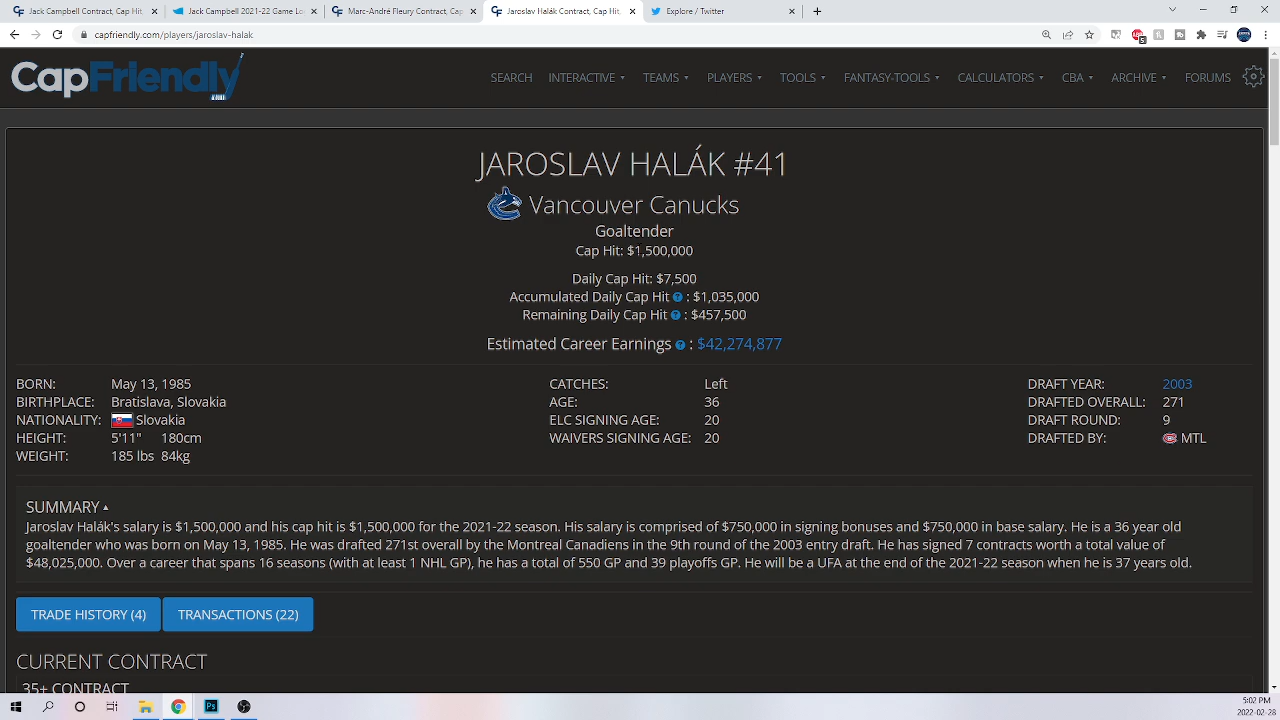 Jack Campbell Contract, Cap Hit
Jack Campbell 2021-22 Game Lo
Marc-André Fleury Contract, Cap
Jaroslav Halák Contract, Cap Hit,
Explore / Twitter
capfriendly.com/players/jaroslav-halak
CapFriendly
SEARCH
INTERACTIVE
TEAMS
PLAYERS
TOOLS
FANTASY-TOOLS
CALCULATORS
CBA
ARCHIVE
FORUMS
JAROSLAV HALÁK #41
Vancouver Canucks
Goaltender
Cap Hit: $1,500,000
Daily Cap Hit: $7,500
Accumulated Daily Cap Hit ? : $1,035,000
Remaining Daily Cap Hit ? : $457,500
Estimated Career Earnings ? : $42,274,877
BORN: May 13, 1985
BIRTHPLACE: Bratislava, Slovakia
NATIONALITY: Slovakia
HEIGHT: 5'11" 180cm
WEIGHT: 185 lbs 84kg
CATCHES: Left
AGE: 36
ELC SIGNING AGE: 20
WAIVERS SIGNING AGE: 20
DRAFT YEAR: 2003
DRAFTED OVERALL: 271
DRAFT ROUND: 9
DRAFTED BY: MTL
SUMMARY
Jaroslav Halák's salary is $1,500,000 and his cap hit is $1,500,000 for the 2021-22 season. His salary is comprised of $750,000 in signing bonuses and $750,000 in base salary. He is a 36 year old
goaltender who was born on May 13, 1985. He was drafted 271st overall by the Montreal Canadiens in the 9th round of the 2003 entry draft. He has signed 7 contracts worth a total value of
$48,025,000. Over a career that spans 16 seasons (with at least 1 NHL GP), he has a total of 550 GP and 39 playoffs GP. He will be a UFA at the end of the 2021-22 season when he is 37 years old.
TRADE HISTORY (4)
TRANSACTIONS (22)
CURRENT CONTRACT
35+ CONTRACT
Ps
5:02 PM
2022-02-28